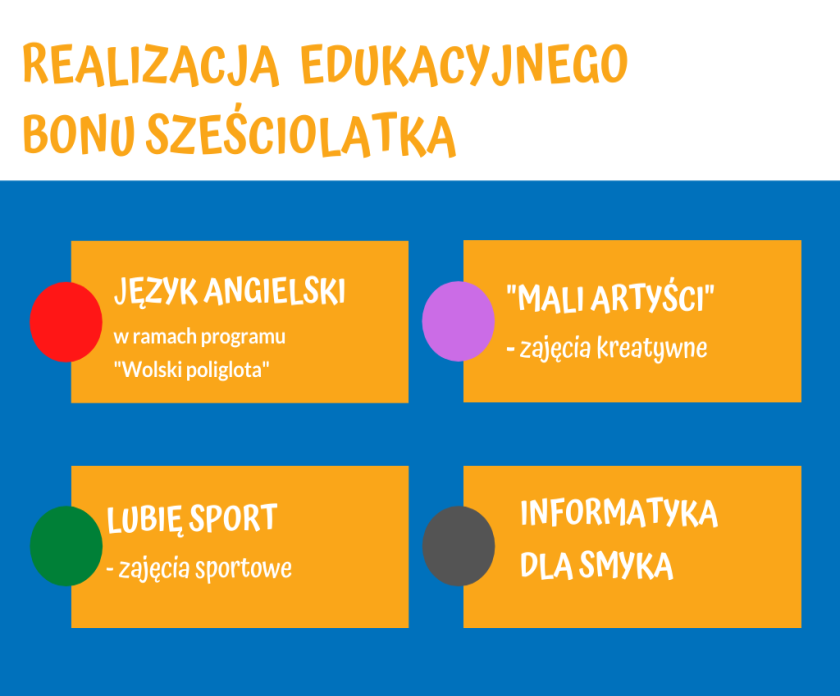 REALIZACJA EDUKACYJNEGO
BONU SZEŚCIOLATKA
JĘZYK ANGIELSKI
w ramach programu
"Wolski poliglota"
"MALI ARTYŚCI"
- zajęcia kreatywne
LUBIĘ SPORT
- zajęcia sportowe
INFORMATYKA
DLA SMYKA